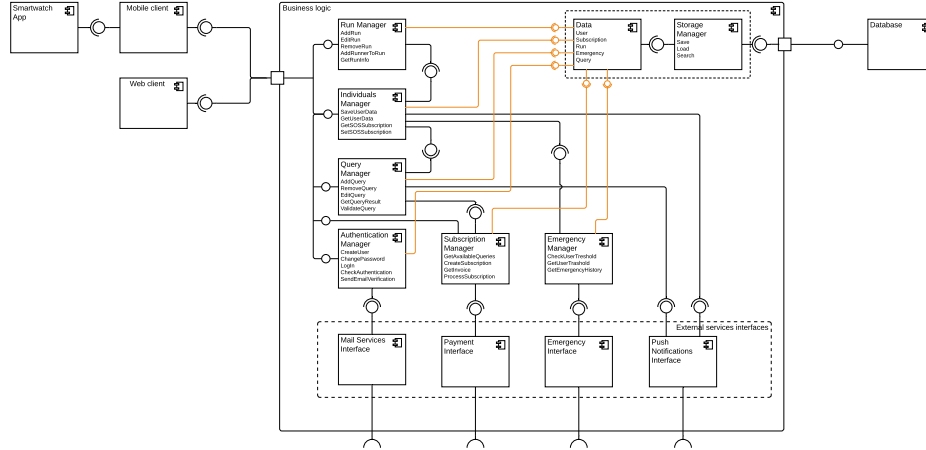 Smartwatch
App
Mobile client
Web client
Business logic
Run Manager
AddRun
EditRun
RemoveRun
AddRunnerToRun
GetRunInfo
Individuals
Manager
SaveUserData
GetUserData
GetSOSSubscription
SetSOSSubscription
Query
Manager
AddQuery
RemoveQuery
EditQuery
GetQueryResult
ValidateQuery
Authentication
Manager
CreateUser
ChangePassword
LogIn
CheckAuthentication
SendEmailVerification
Subscription
Manager
GetAvailableQueries
CreateSubscription
GetInvoice
ProcessSubscription
Emergency
Manager
CheckUserTreshold
GetUserTrashold
GetEmergencyHistory
Data
User
Subscription
Run
Emergency
Query
Storage
Manager
Save
Load
Search
Database
External services interfaces
Mail Services
Interface
Payment
Interface
Emergency
Interface
Push
Notifications
Interface